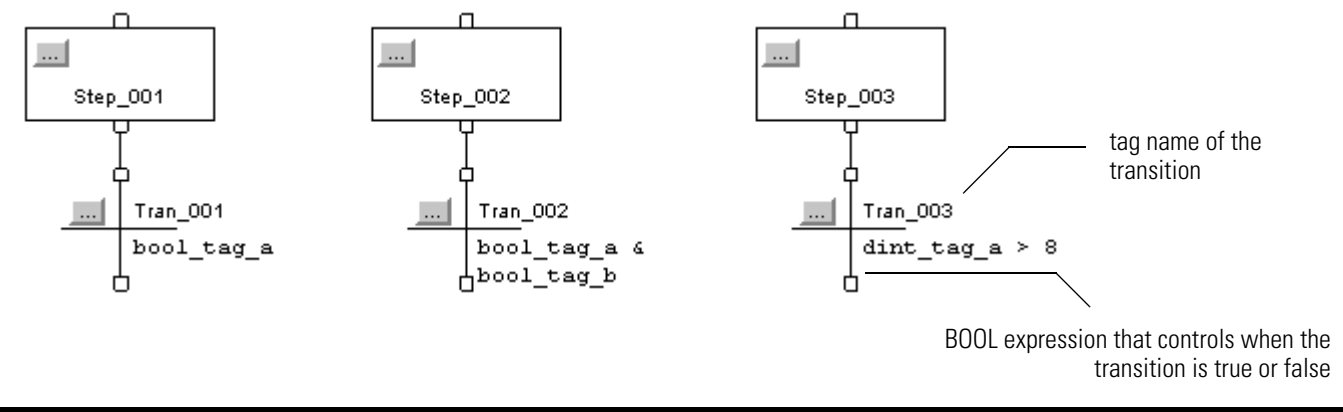 ...
Step_001
...
Step_002
...
Step_003
tag name of the
transition
...
Tran_001
bool_tag_a
...
Tran_002
bool_tag_a &
bool_tag_b
...
Tran_003
dint_tag_a > 8
BOOL expression that controls when the
transition is true or false